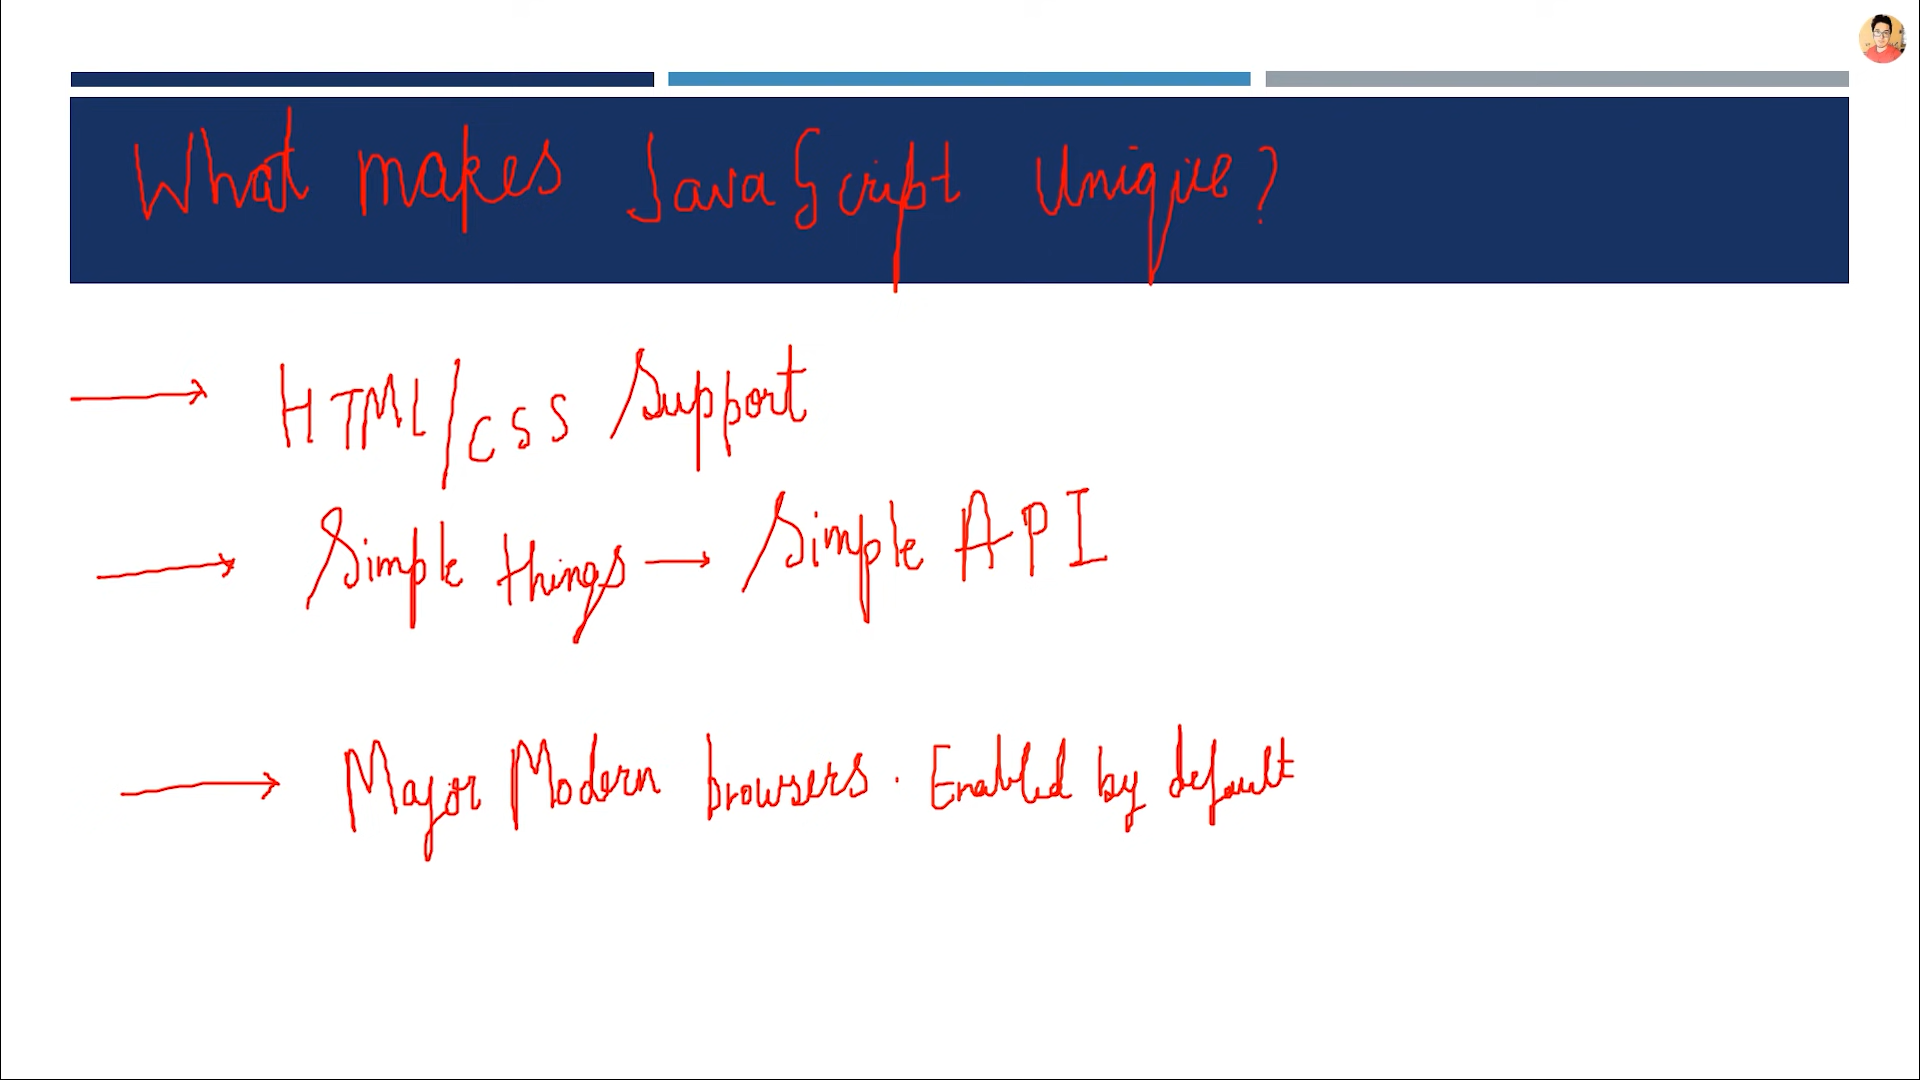 What makes JavaScript Unique?
→ HTML/CSS Support
→ Simple things → Simple API
→ Major Modern browsers. Enabled by default